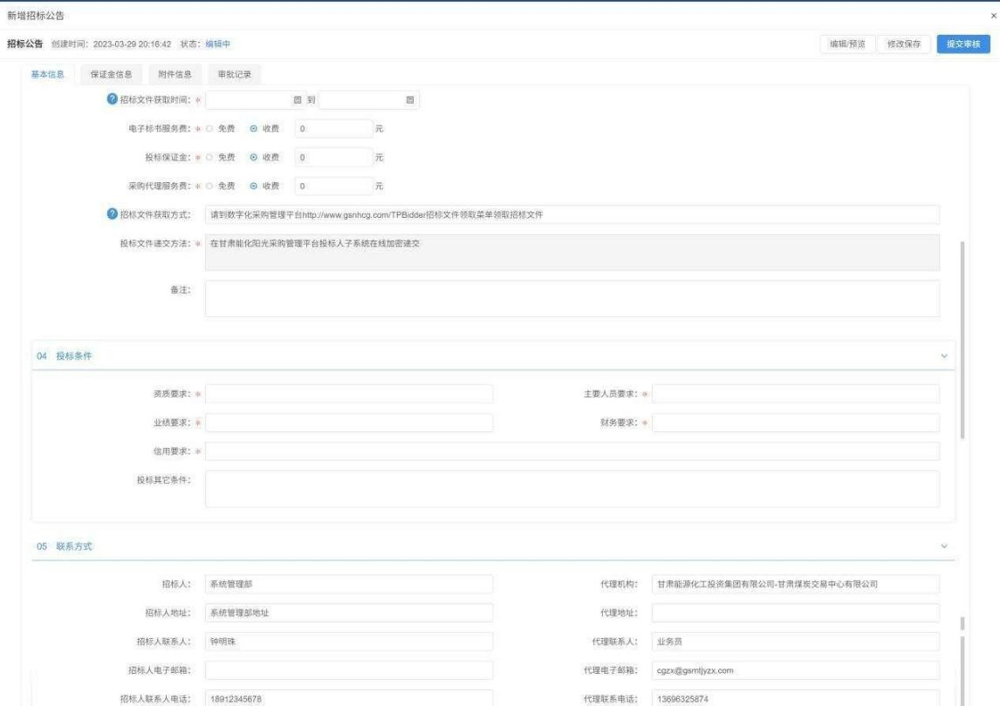 新增招标公告 ×
招标公告 创建时间：2023-03-29 20:16:42 状态：编辑中 编辑/预览 修改保存 提交审核
基本信息 保证金信息 附件信息 审批记录
? 招标文件获取时间：* 到
电子标书服务费：* 免费 收费 0 元
投标保证金：* 免费 收费 0 元
采购代理服务费：* 免费 收费 0 元
? 招标文件获取方式： 请到数字化采购管理平台http://www.gsnhcg.com/TPBidder招标文件领取菜单领取招标文件
投标文件递交方法：* 在甘肃能化阳光采购管理平台投标人子系统在线加密递交
备注：
04 投标条件
资质要求：* 主要人员要求：*
业绩要求：* 财务要求：*
信用要求：*
投标其它条件：
05 联系方式
招标人： 系统管理部 代理机构： 甘肃能源化工投资集团有限公司-甘肃煤炭交易中心有限公司
招标人地址： 系统管理部地址 代理地址：
招标人联系人： 钟明珠 代理联系人： 业务员
招标人电子邮箱： 代理电子邮箱： cgzx@gsmtjyzx.com
招标人联系人电话： 18912345678 代理联系电话： 13696325874